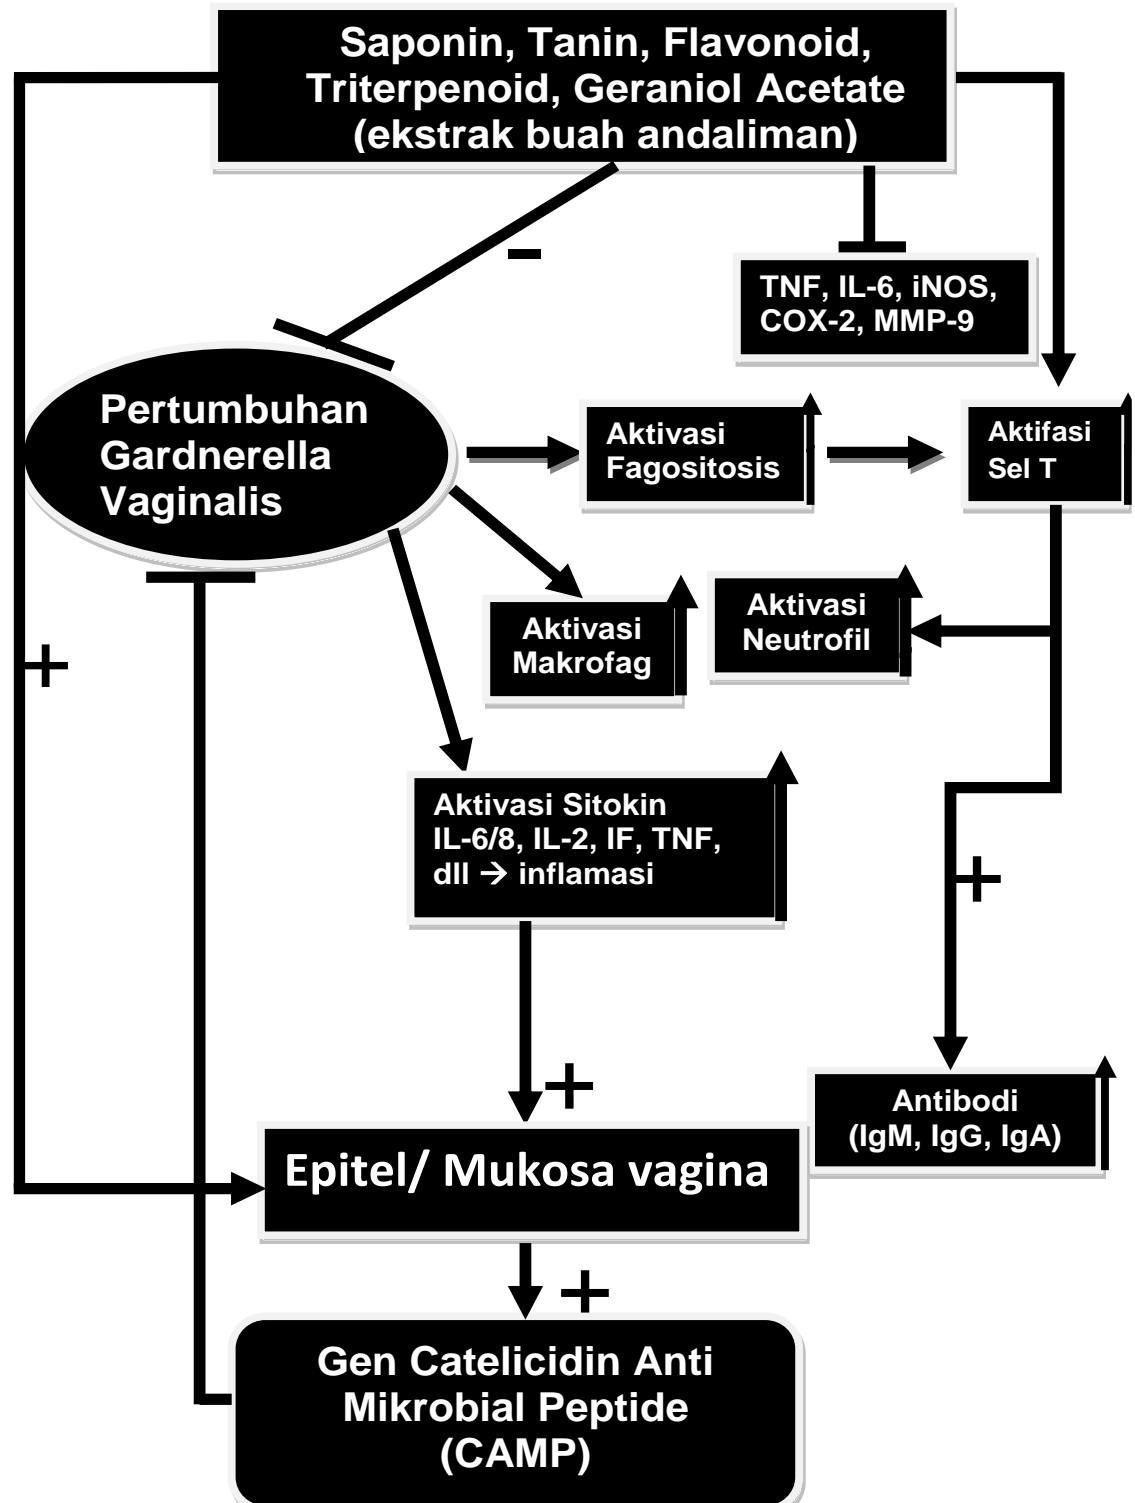 Saponin, Tanin, Flavonoid,
Triterpenoid, Geraniol Acetate
(ekstrak buah andaliman)
-
TNF, IL-6, iNOS,
COX-2, MMP-9
Pertumbuhan
Gardnerella
Vaginalis
Aktivasi
Fagositosis
Aktifasi
Sel T
Aktivasi
Makrofag
Aktivasi
Neutrofil
+
Aktivasi Sitokin
IL-6/8, IL-2, IF, TNF,
dll → inflamasi
+
+
Antibodi
(IgM, IgG, IgA)
Epitel/ Mukosa vagina
+
Gen Catelicidin Anti
Mikrobial Peptide
(CAMP)